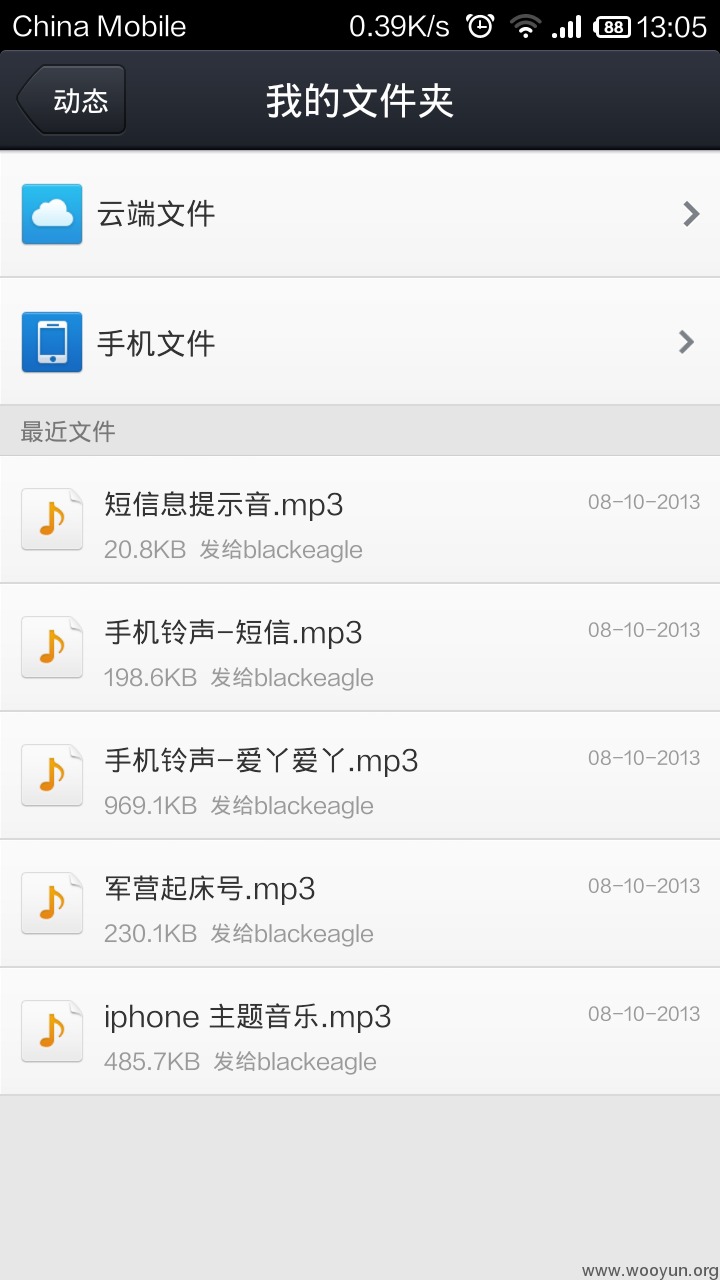 China Mobile 0.39K/s 88 13:05
动态 我的文件夹
云端文件
手机文件
最近文件
短信息提示音.mp3 08-10-2013
20.8KB 发给blackeagle
手机铃声-短信.mp3 08-10-2013
198.6KB 发给blackeagle
手机铃声-爱丫爱丫.mp3 08-10-2013
969.1KB 发给blackeagle
军营起床号.mp3 08-10-2013
230.1KB 发给blackeagle
iphone 主题音乐.mp3 08-10-2013
485.7KB 发给blackeagle
www.wooyun.org